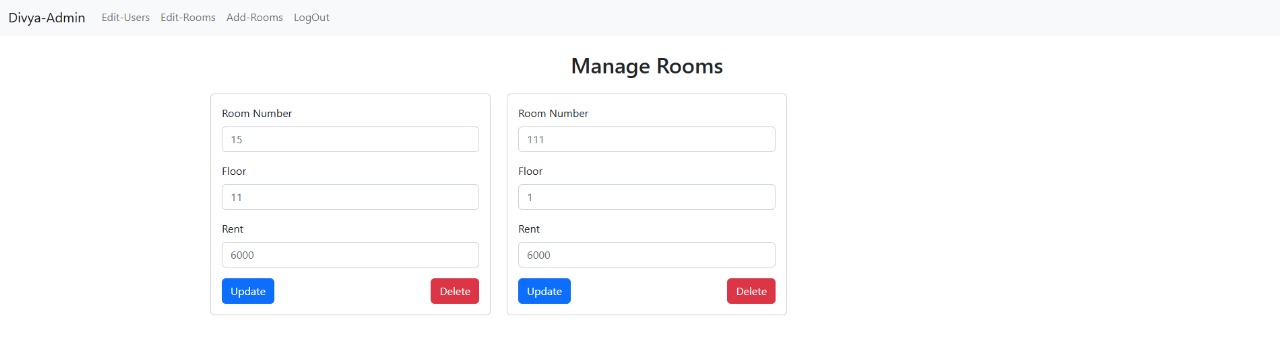 Divya-Admin Edit-Users Edit-Rooms Add-Rooms LogOut
Manage Rooms
Room Number
15
Floor
11
Rent
6000
Update Delete
Room Number
111
Floor
1
Rent
6000
Update Delete